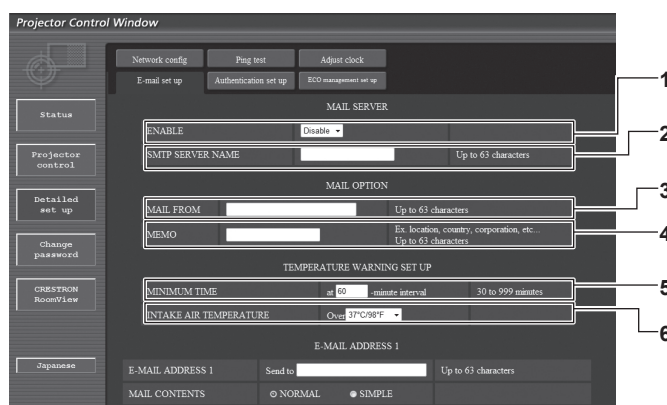 Projector Control Window
Network config Ping test Adjust clock
E-mail set up Authentication set up ECO management set up
Status
Projector control
Detailed set up
Change password
CRESTRON RoomView
Japanese
MAIL SERVER
ENABLE Disable 1
SMTP SERVER NAME Up to 63 characters 2
MAIL OPTION
MAIL FROM Up to 63 characters 3
MEMO Ex. location, country, corporation, etc... 4
Up to 63 characters
TEMPERATURE WARNING SET UP
MINIMUM TIME at 60 -minute interval 30 to 999 minutes 5
INTAKE AIR TEMPERATURE Over 37°C/98°F 6
E-MAIL ADDRESS 1
E-MAIL ADDRESS 1 Send to Up to 63 characters
MAIL CONTENTS NORMAL SIMPLE